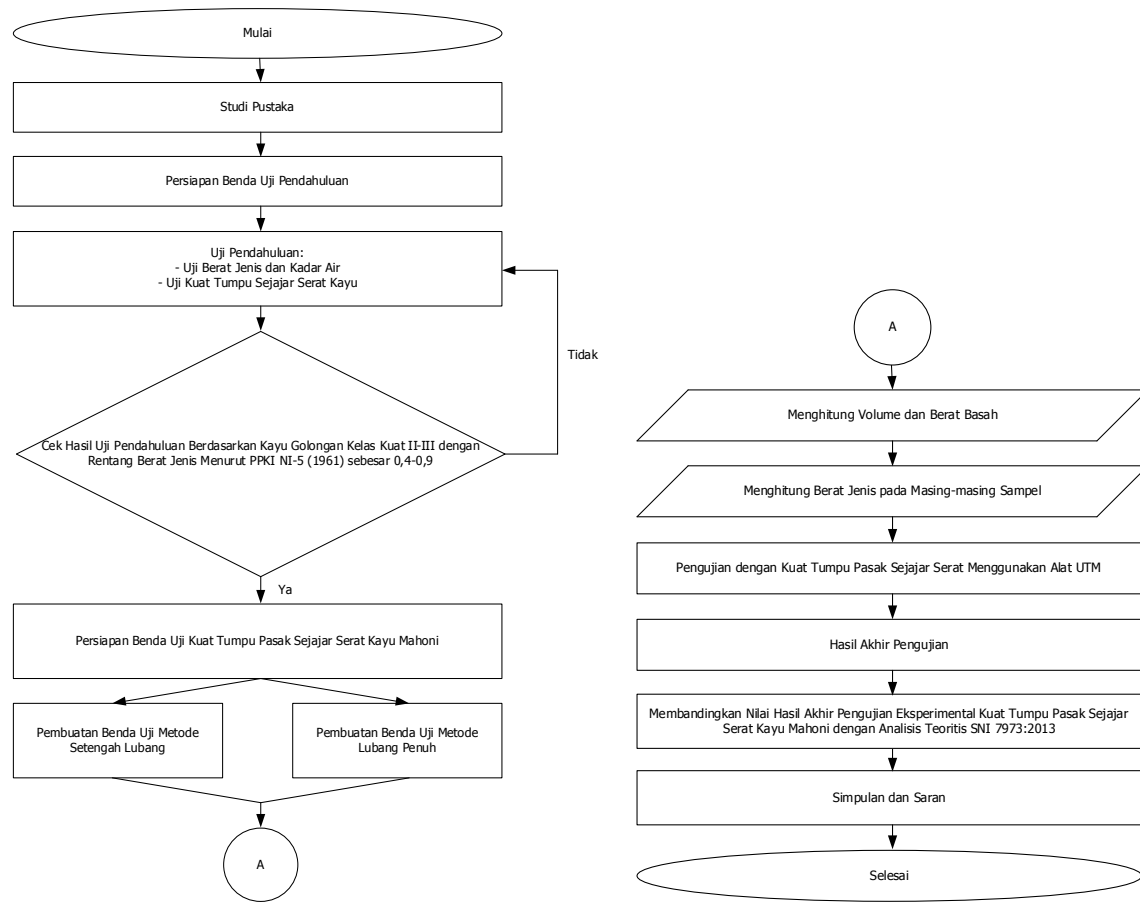 Mulai
Studi Pustaka
Persiapan Benda Uji Pendahuluan
Uji Pendahuluan:
- Uji Berat Jenis dan Kadar Air
- Uji Kuat Tumpu Sejajar Serat Kayu
Tidak
Cek Hasil Uji Pendahuluan Berdasarkan Kayu Golongan Kelas Kuat II-III dengan
Rentang Berat Jenis Menurut PPKI NI-5 (1961) sebesar 0,4-0,9
Ya
Persiapan Benda Uji Kuat Tumpu Pasak Sejajar Serat Kayu Mahoni
Pembuatan Benda Uji Metode
Setengah Lubang
Pembuatan Benda Uji Metode
Lubang Penuh
A
A
Menghitung Volume dan Berat Basah
Menghitung Berat Jenis pada Masing-masing Sampel
Pengujian dengan Kuat Tumpu Pasak Sejajar Serat Menggunakan Alat UTM
Hasil Akhir Pengujian
Membandingkan Nilai Hasil Akhir Pengujian Eksperimental Kuat Tumpu Pasak Sejajar
Serat Kayu Mahoni dengan Analisis Teoritis SNI 7973:2013
Simpulan dan Saran
Selesai